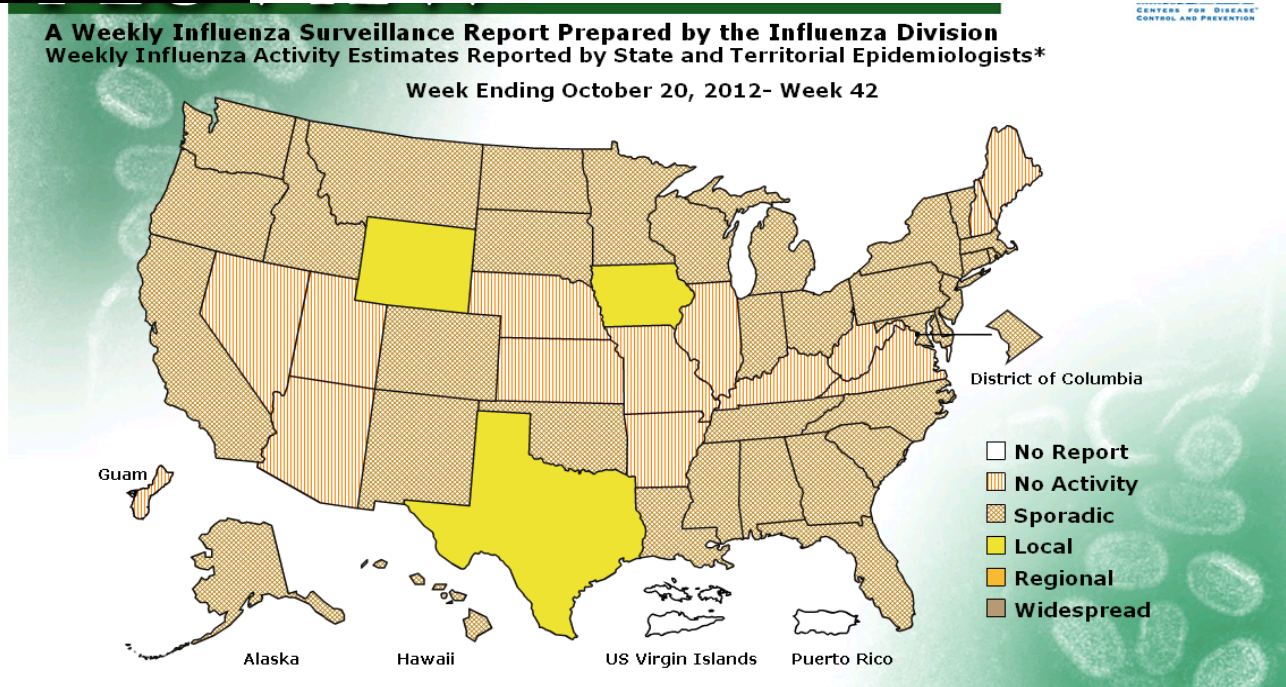 CENTERS FOR DISEASE
CONTROL AND PREVENTION
A Weekly Influenza Surveillance Report Prepared by the Influenza Division
Weekly Influenza Activity Estimates Reported by State and Territorial Epidemiologists*
Week Ending October 20, 2012- Week 42
District of Columbia
Guam
No Report
No Activity
Sporadic
Local
Regional
Widespread
Alaska
Hawaii
US Virgin Islands
Puerto Rico